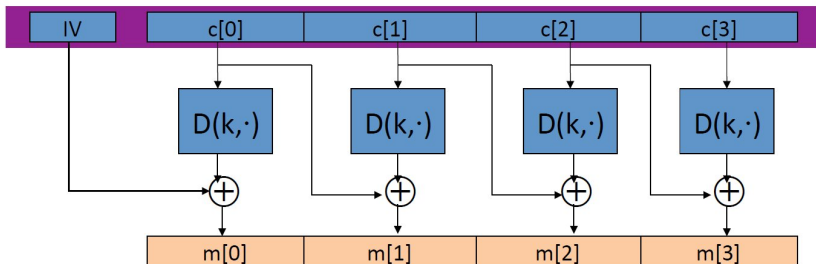 IV c[0] c[1] c[2] c[3]
D(k,·) D(k,·) D(k,·) D(k,·)
+ + + +
m[0] m[1] m[2] m[3]